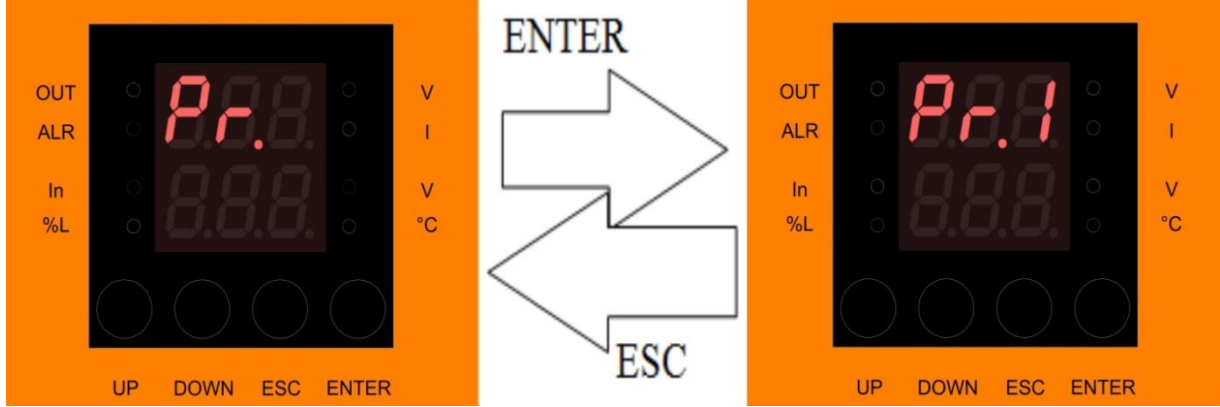 OUT
ALR
In
%L
Pr.
V
I
V
°C
UP DOWN ESC ENTER
ENTER
ESC
OUT
ALR
In
%L
Pr.1
V
I
V
°C
UP DOWN ESC ENTER